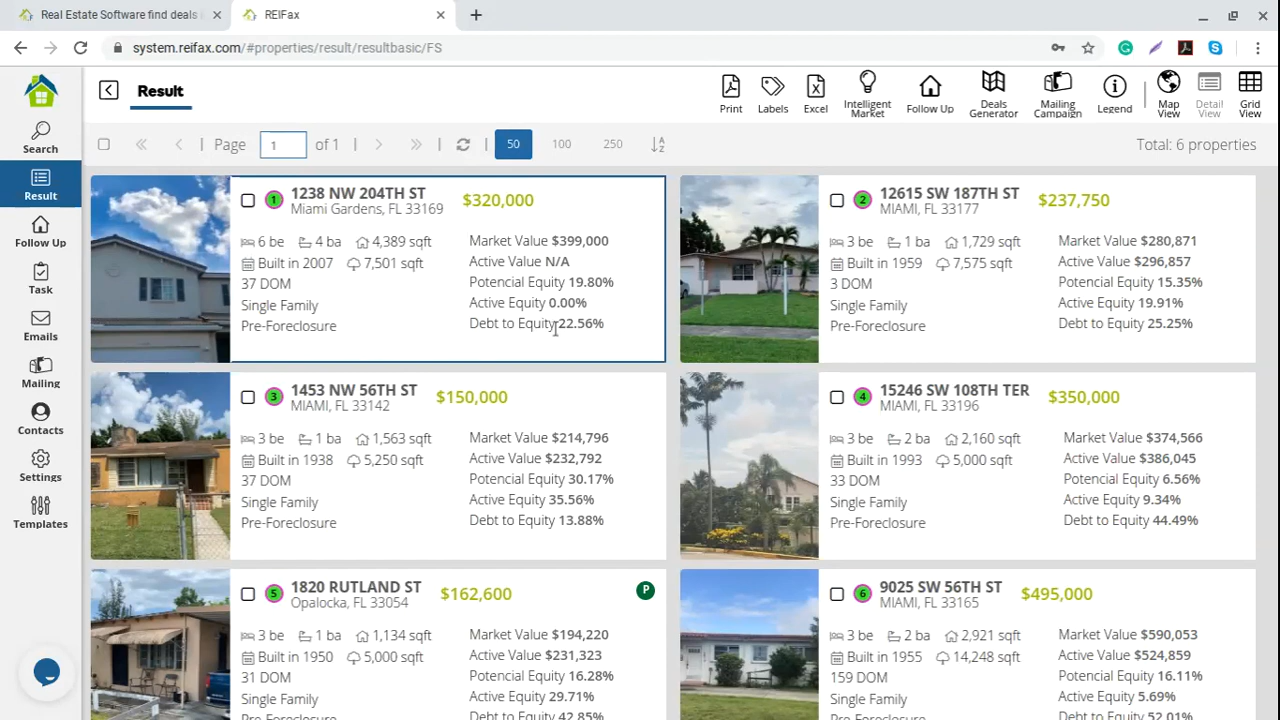 Real Estate Software find deals
REIFax
system.reifax.com/#properties/result/resultbasic/FS
Result
Print
Labels
Excel
Intelligent
Market
Follow Up
Deals
Generator
Mailing
Campaign
Legend
Map
View
Detail
View
Grid
View
Search
Result
Follow Up
Task
Emails
Mailing
Contacts
Settings
Templates
Page 1 of 1
50 100 250
Total: 6 properties
1 1238 NW 204TH ST $320,000
Miami Gardens, FL 33169
6 be 4 ba 4,389 sqft
Built in 2007 7,501 sqft
37 DOM
Single Family
Pre-Foreclosure
Market Value $399,000
Active Value N/A
Potencial Equity 19.80%
Active Equity 0.00%
Debt to Equity 22.56%
2 12615 SW 187TH ST $237,750
MIAMI, FL 33177
3 be 1 ba 1,729 sqft
Built in 1959 7,575 sqft
3 DOM
Single Family
Pre-Foreclosure
Market Value $280,871
Active Value $296,857
Potencial Equity 15.35%
Active Equity 19.91%
Debt to Equity 25.25%
3 1453 NW 56TH ST $150,000
MIAMI, FL 33142
3 be 1 ba 1,563 sqft
Built in 1938 5,250 sqft
37 DOM
Single Family
Pre-Foreclosure
Market Value $214,796
Active Value $232,792
Potencial Equity 30.17%
Active Equity 35.56%
Debt to Equity 13.88%
4 15246 SW 108TH TER $350,000
MIAMI, FL 33196
3 be 2 ba 2,160 sqft
Built in 1993 5,000 sqft
33 DOM
Single Family
Pre-Foreclosure
Market Value $374,566
Active Value $386,045
Potencial Equity 6.56%
Active Equity 9.34%
Debt to Equity 44.49%
5 1820 RUTLAND ST $162,600 P
Opalocka, FL 33054
3 be 1 ba 1,134 sqft
Built in 1950 5,000 sqft
31 DOM
Single Family
Pre-Foreclosure
Market Value $194,220
Active Value $231,323
Potencial Equity 16.28%
Active Equity 29.71%
Debt to Equity 42.85%
6 9025 SW 56TH ST $495,000
MIAMI, FL 33165
3 be 2 ba 2,921 sqft
Built in 1955 14,248 sqft
159 DOM
Single Family
Pre-Foreclosure
Market Value $590,053
Active Value $524,859
Potencial Equity 16.11%
Active Equity 5.69%
Debt to Equity 52.01%